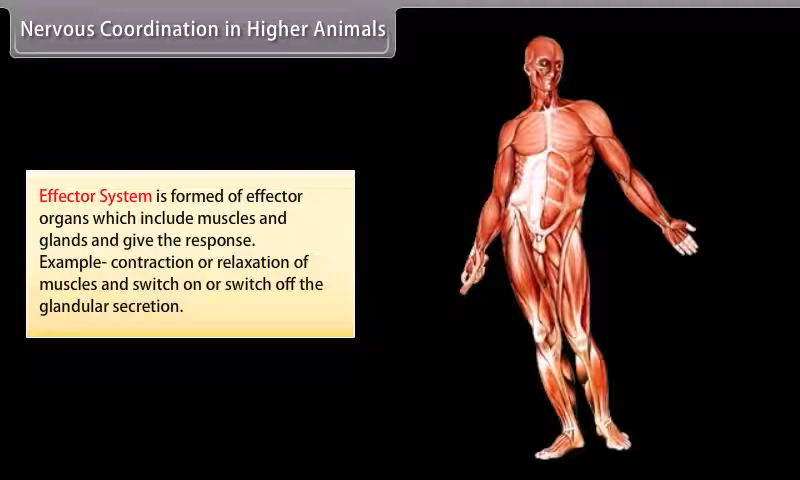 Nervous Coordination in Higher Animals
Effector System is formed of effector
organs which include muscles and
glands and give the response.
Example- contraction or relaxation of
muscles and switch on or switch off the
glandular secretion.